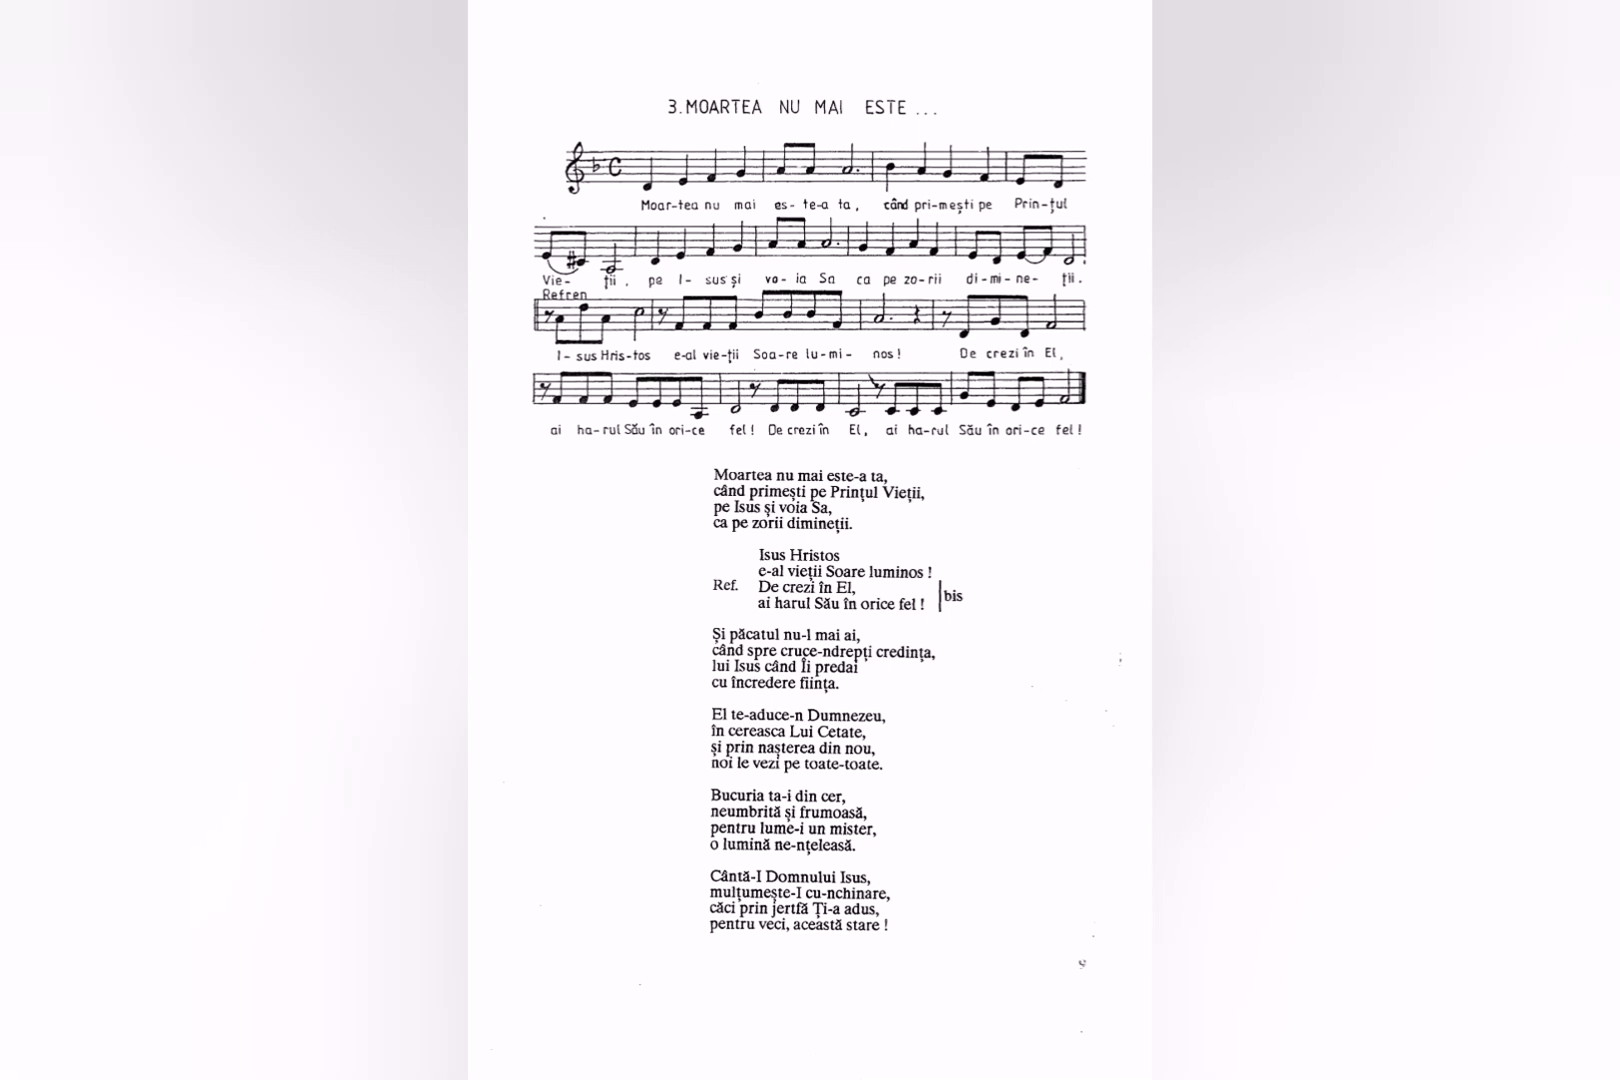 3. MOARTEA NU MAI ESTE ...
Moar-tea nu mai es- te-a ta, când pri-mești pe Prin-țul
Vie- ții. pe I- sus și vo- ia Sa ca pe zo-rii di-mi-ne- ții.
Refren
I- sus Hris-tos e-al vie-ții Soa-re lu-mi- nos! De crezi în El,
ai ha-rul Său în ori-ce fel! De crezi în El, ai ha-rul Său în ori-ce fel!
Moartea nu mai este-a ta,
când primești pe Prințul Vieții,
pe Isus și voia Sa,
ca pe zorii dimineții.
Isus Hristos
e-al vieții Soare luminos !
Ref. De crezi în El,
ai harul Său în orice fel ! bis
Și păcatul nu-l mai ai,
când spre cruce-ndrepți credința,
lui Isus când Îi predai
cu încredere ființa.
El te-aduce-n Dumnezeu,
în cereasca Lui Cetate,
și prin nașterea din nou,
noi le vezi pe toate-toate.
Bucuria ta-i din cer,
neumbrită și frumoasă,
pentru lume-i un mister,
o lumină ne-nțeleasă.
Cântă-I Domnului Isus,
mulțumește-I cu-nchinare,
căci prin jertfă Ți-a adus,
pentru veci, această stare !